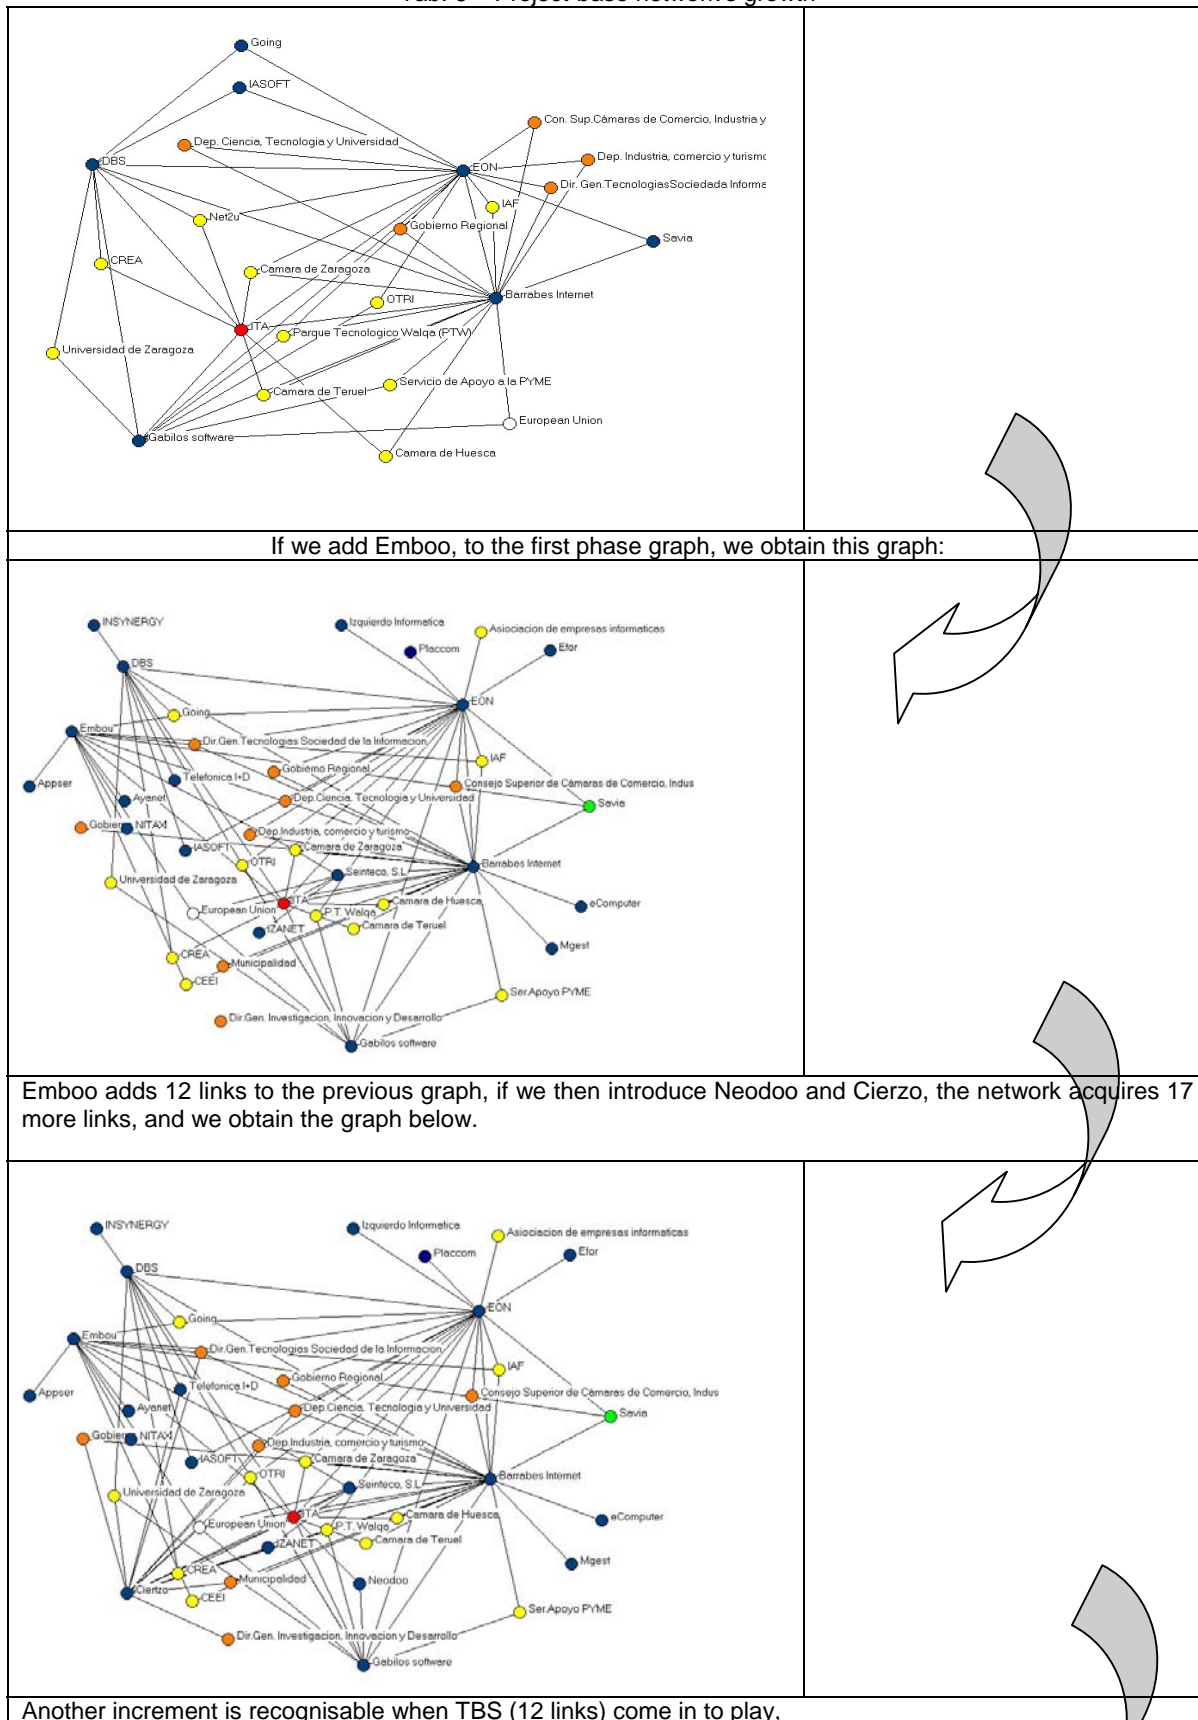 Going
IASOFT
Con. Sup.Cámaras de Comercio, Industria y
Dep. Ciencia, Tecnologia y Universidad
DBS
EON
Dep. Industria, comercio y turismo
Dir. Gen.TecnologiasSociedada Informa
IAF
Net2u
Gobierno Regional
Savia
CREA
Camara de Zaragoza
OTRI
Barrabes Internet
ITA
Parque Tecnologico Walqa (PTW)
Universidad de Zaragoza
Servicio de Apoyo a la PYME
Camara de Teruel
European Union
Gabilos software
Camara de Huesca
If we add Emboo, to the first phase graph, we obtain this graph:
INSYNERGY
Izquierdo Informatica
Asiociacion de empresas informaticas
Placcom
Efor
DBS
EON
Going
Embou
Dir.Gen.Tecnologias Sociedad de la Informacion
IAF
Gobierno Regional
Telefonica I+D
Consejo Superior de Cámaras de Comercio, Indus
Appser
Ayanet
Dep.Ciencia, Tecnologia y Universidad
Savia
NITAXI
Dep.Industria, comercio y turismo
IASOFT
Camara de Zaragoza
OTRI
Barrabes Internet
Seinteco, S.L
Universidad de Zaragoza
ITA
Camara de Huesca
eComputer
European Union
P.T. Walqa
IZANET
Camara de Teruel
Mgest
CREA
Municipalidad
CEEI
Ser.Apoyo PYME
Dir.Gen. Investigacion, Innovacion y Desarrollo
Gabilos software
Emboo adds 12 links to the previous graph, if we then introduce Neodoo and Cierzo, the network acquires 17
more links, and we obtain the graph below.
INSYNERGY
Izquierdo Informatica
Asiociacion de empresas informaticas
Placcom
Efor
DBS
EON
Going
Embou
Dir.Gen.Tecnologias Sociedad de la Informacion
IAF
Gobierno Regional
Telefonica I+D
Consejo Superior de Cámaras de Comercio, Indus
Appser
Ayanet
Dep.Ciencia, Tecnologia y Universidad
Savia
NITAXI
Dep.Industria, comercio y turismo
IASOFT
Camara de Zaragoza
OTRI
Barrabes Internet
Seinteco, S.L
Universidad de Zaragoza
ITA
Camara de Huesca
eComputer
European Union
P.T. Walqa
IZANET
Camara de Teruel
Mgest
CREA
Municipalidad
Neodoo
Cierzo
CEEI
Ser.Apoyo PYME
Dir.Gen. Investigacion, Innovacion y Desarrollo
Gabilos software
Another increment is recognisable when TBS (12 links) come in to play,